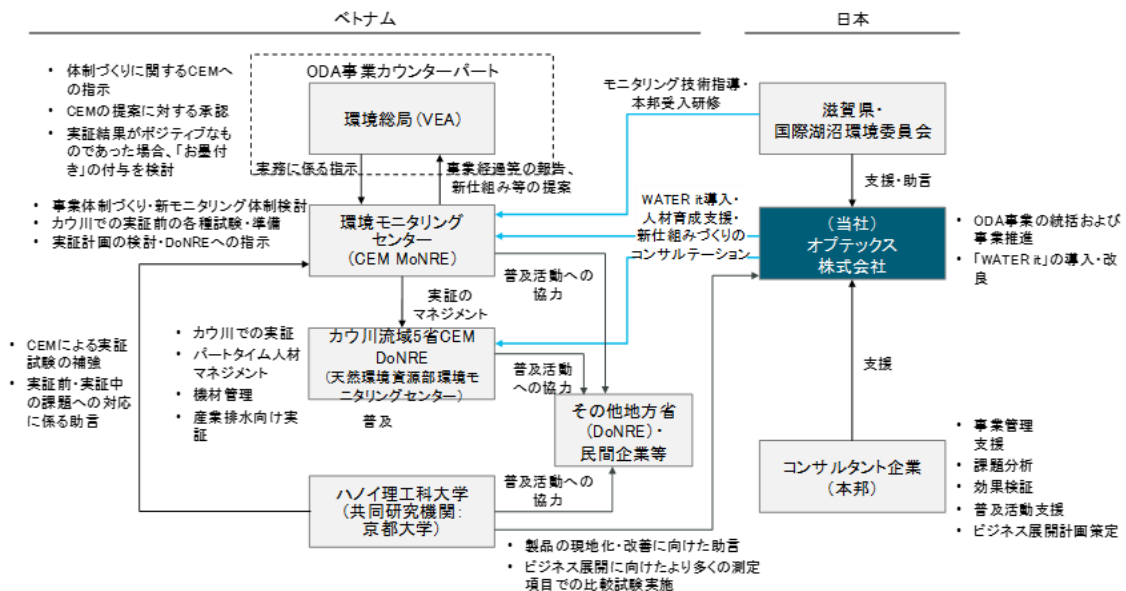 ベトナム
日本
• 体制づくりに関するCEMへ
の指示
• CEMの提案に対する承認
• 実証結果がポジティブなも
のであった場合、「お墨付
き」の付与を検討
ODA事業カウンターパート
環境総局(VEA)
実務に係る指示
事業経過等の報告、
新仕組み等の提案
モニタリング技術指導・
本邦受入研修
滋賀県・
国際湖沼環境委員会
支援・助言
• 事業体制づくり・新モニタリング体制検討
• カウ川での実証前の各種試験・準備
• 実証計画の検討・DoNREへの指示
環境モニタリング
センター
(CEM MoNRE)
WATER it導入・
人材育成支援・
新仕組みづくりの
コンサルテーション
(当社)
オプテックス
株式会社
• ODA事業の統括および
事業推進
• 「WATER it」の導入・改
良
普及活動への
協力
実証の
マネジメント
• CEMによる実証
試験の補強
• 実証前・実証中
の課題への対応
に係る助言
• カウ川での実証
• パートタイム人材
マネジメント
• 機材管理
• 産業排水向け実
証
カウ川流域5省CEM
DoNRE
(天然環境資源部環境モ
ニタリングセンター)
普及
普及活動
への協力
その他地方省
(DoNRE)・
民間企業等
支援
コンサルタント企業
(本邦)
• 事業管理
支援
• 課題分析
• 効果検証
• 普及活動支援
• ビジネス展開計画策定
ハノイ理工科大学
(共同研究機関:
京都大学)
普及活動への
協力
• 製品の現地化・改善に向けた助言
• ビジネス展開に向けたより多くの測定
項目での比較試験実施